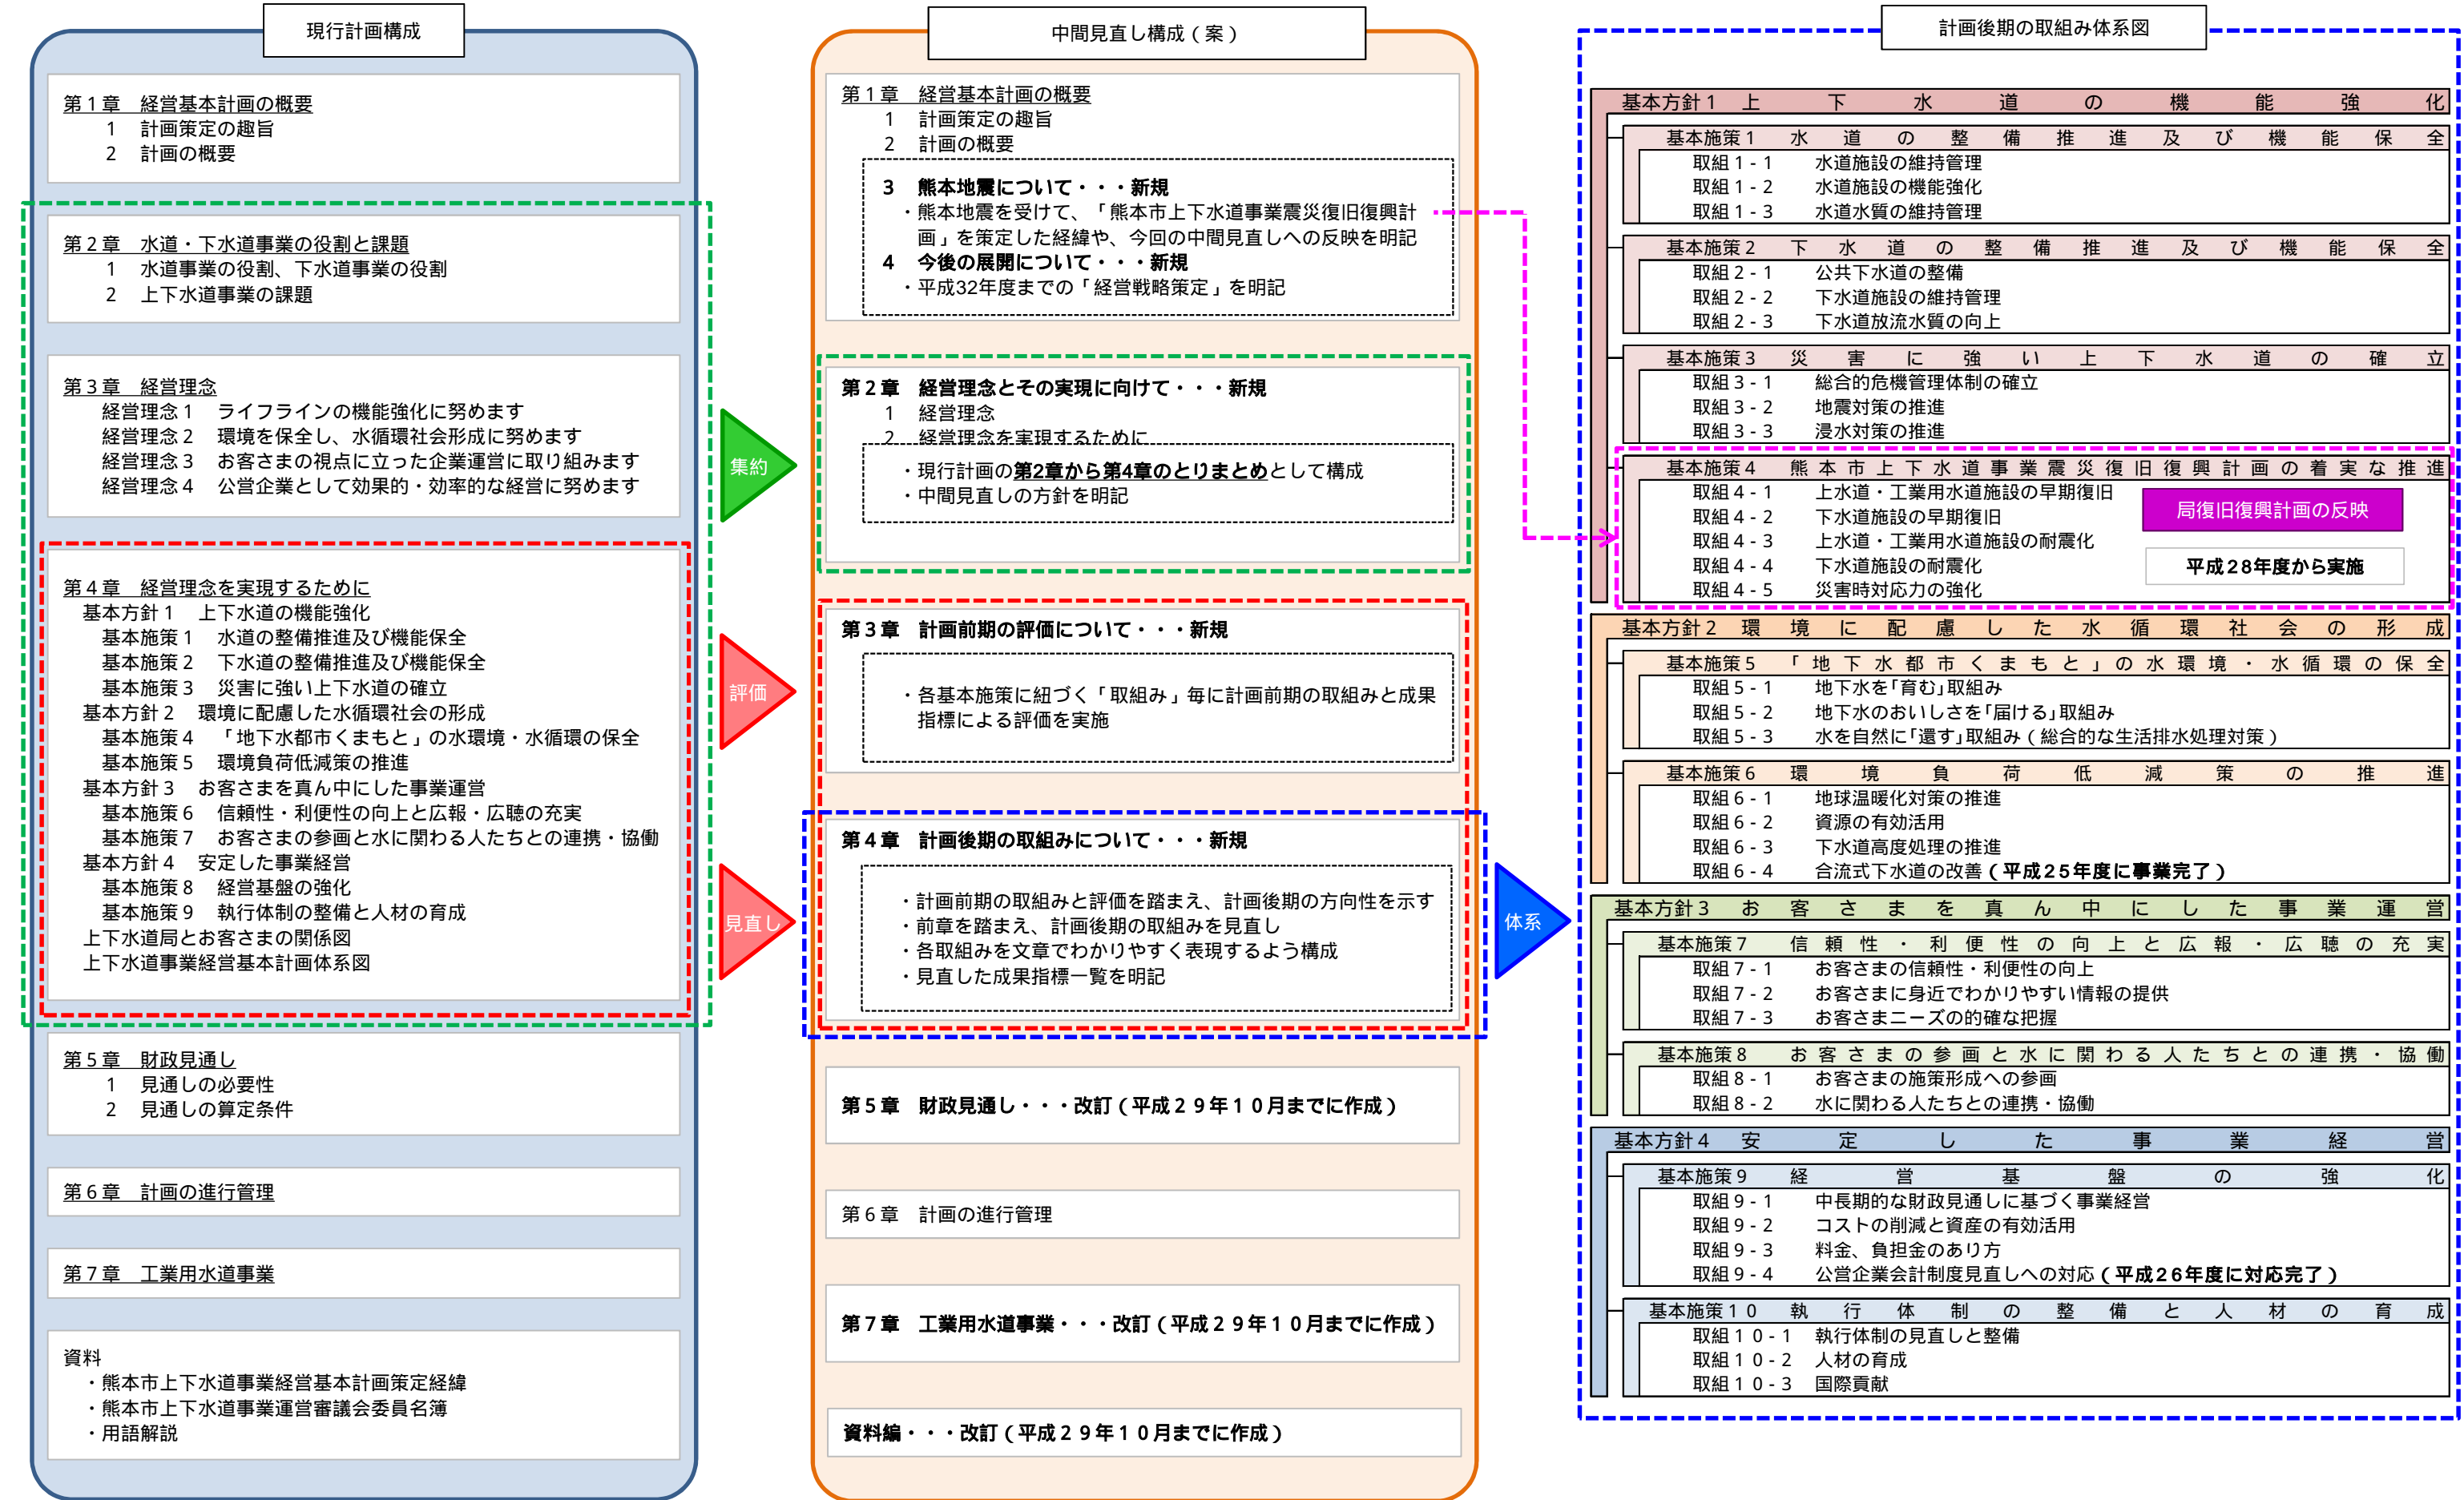 現行計画構成
第１章　経営基本計画の概要
１　計画策定の趣旨
２　計画の概要
第２章　水道・下水道事業の役割と課題
１　水道事業の役割、下水道事業の役割
２　上下水道事業の課題
第３章　経営理念
経営理念１　ライフラインの機能強化に努めます
経営理念２　環境を保全し、水循環社会形成に努めます
経営理念３　お客さまの視点に立った企業運営に取り組みます
経営理念４　公営企業として効果的・効率的な経営に努めます
第４章　経営理念を実現するために
基本方針１　上下水道の機能強化
基本施策１　水道の整備推進及び機能保全
基本施策２　下水道の整備推進及び機能保全
基本施策３　災害に強い上下水道の確立
基本方針２　環境に配慮した水循環社会の形成
基本施策４　「地下水都市くまもと」の水環境・水循環の保全
基本施策５　環境負荷低減策の推進
基本方針３　お客さまを真ん中にした事業運営
基本施策６　信頼性・利便性の向上と広報・広聴の充実
基本施策７　お客さまの参画と水に関わる人たちとの連携・協働
基本方針４　安定した事業経営
基本施策８　経営基盤の強化
基本施策９　執行体制の整備と人材の育成
上下水道局とお客さまの関係図
上下水道事業経営基本計画体系図
第５章　財政見通し
１　見通しの必要性
２　見通しの算定条件
第６章　計画の進行管理
第７章　工業用水道事業
資料
・熊本市上下水道事業経営基本計画策定経緯
・熊本市上下水道事業運営審議会委員名簿
・用語解説
集約
評価
見直し
中間見直し構成（案）
第１章　経営基本計画の概要
１　計画策定の趣旨
２　計画の概要
３　熊本地震について・・・新規
・熊本地震を受けて、「熊本市上下水道事業震災復旧復興計
画」を策定した経緯や、今回の中間見直しへの反映を明記
４　今後の展開について・・・新規
・平成32年度までの「経営戦略策定」を明記
第２章　経営理念とその実現に向けて・・・新規
１　経営理念
２　経営理念を実現するために
・現行計画の第2章から第4章のとりまとめとして構成
・中間見直しの方針を明記
第３章　計画前期の評価について・・・新規
・各基本施策に紐づく「取組み」毎に計画前期の取組みと成果
指標による評価を実施
第４章　計画後期の取組みについて・・・新規
・計画前期の取組みと評価を踏まえ、計画後期の方向性を示す
・前章を踏まえ、計画後期の取組みを見直し
・各取組みを文章でわかりやすく表現するよう構成
・見直した成果指標一覧を明記
第５章　財政見通し・・・改訂（平成２９年１０月までに作成）
第６章　計画の進行管理
第７章　工業用水道事業・・・改訂（平成２９年１０月までに作成）
資料編・・・改訂（平成２９年１０月までに作成）
体系
計画後期の取組み体系図
基本方針１　上下水道の機能強化
基本施策１　水道の整備推進及び機能保全
取組１-１　水道施設の維持管理
取組１-２　水道施設の機能強化
取組１-３　水道水質の維持管理
基本施策２　下水道の整備推進及び機能保全
取組２-１　公共下水道の整備
取組２-２　下水道施設の維持管理
取組２-３　下水道放流水質の向上
基本施策３　災害に強い上下水道の確立
取組３-１　総合的危機管理体制の確立
取組３-２　地震対策の推進
取組３-３　浸水対策の推進
基本施策４　熊本市上下水道事業震災復旧復興計画の着実な推進
取組４-１　上水道・工業用水道施設の早期復旧
取組４-２　下水道施設の早期復旧
取組４-３　上水道・工業用水道施設の耐震化
取組４-４　下水道施設の耐震化
取組４-５　災害時対応力の強化
局復旧復興計画の反映
平成２８年度から実施
基本方針２　環境に配慮した水循環社会の形成
基本施策５　「地下水都市くまもと」の水環境・水循環の保全
取組５-１　地下水を｢育む｣取組み
取組５-２　地下水のおいしさを｢届ける｣取組み
取組５-３　水を自然に｢還す｣取組み（総合的な生活排水処理対策）
基本施策６　環境負荷低減策の推進
取組６-１　地球温暖化対策の推進
取組６-２　資源の有効活用
取組６-３　下水道高度処理の推進
取組６-４　合流式下水道の改善（平成２５年度に事業完了）
基本方針３　お客さまを真ん中にした事業運営
基本施策７　信頼性・利便性の向上と広報・広聴の充実
取組７-１　お客さまの信頼性・利便性の向上
取組７-２　お客さまに身近でわかりやすい情報の提供
取組７-３　お客さまニーズの的確な把握
基本施策８　お客さまの参画と水に関わる人たちとの連携・協働
取組８-１　お客さまの施策形成への参画
取組８-２　水に関わる人たちとの連携・協働
基本方針４　安定した事業経営
基本施策９　経営基盤の強化
取組９-１　中長期的な財政見通しに基づく事業経営
取組９-２　コストの削減と資産の有効活用
取組９-３　料金、負担金のあり方
取組９-４　公営企業会計制度見直しへの対応（平成２６年度に対応完了）
基本施策１０　執行体制の整備と人材の育成
取組１０-１　執行体制の見直しと整備
取組１０-２　人材の育成
取組１０-３　国際貢献